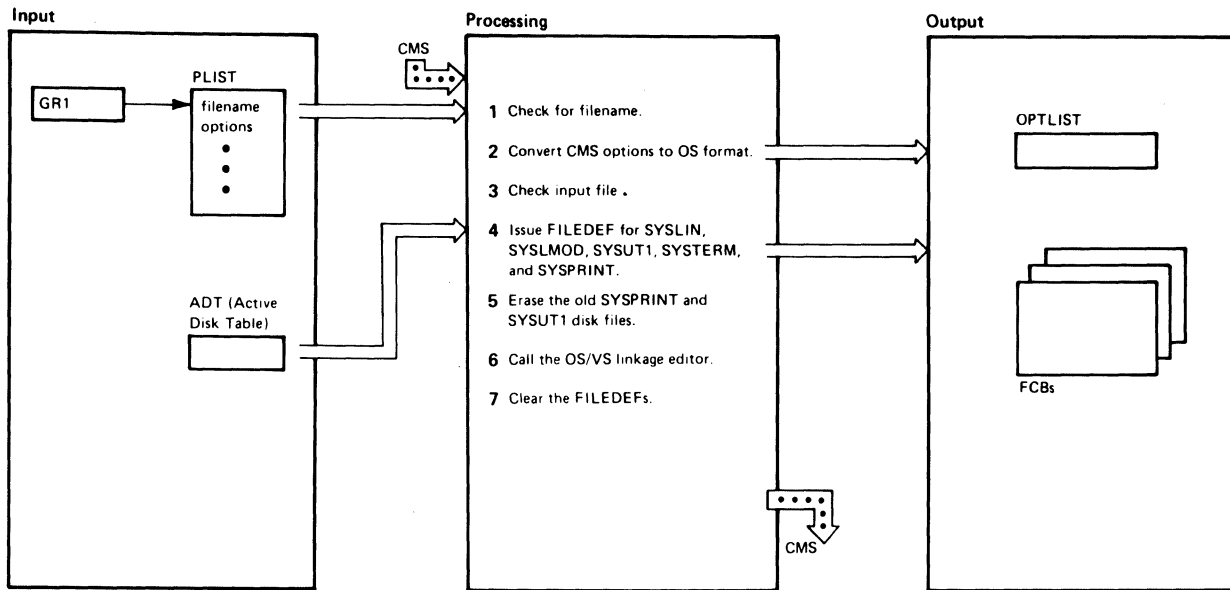 Input
GR1
PLIST
filename
options
ADT (Active
Disk Table)
Processing
CMS
1 Check for filename.
2 Convert CMS options to OS format.
3 Check input file .
4 Issue FILEDEF for SYSLIN,
SYSLMOD, SYSUT1, SYSTERM,
and SYSPRINT.
5 Erase the old SYSPRINT and
SYSUT1 disk files.
6 Call the OS/VS linkage editor.
7 Clear the FILEDEFs.
CMS
Output
OPTLIST
FCBs